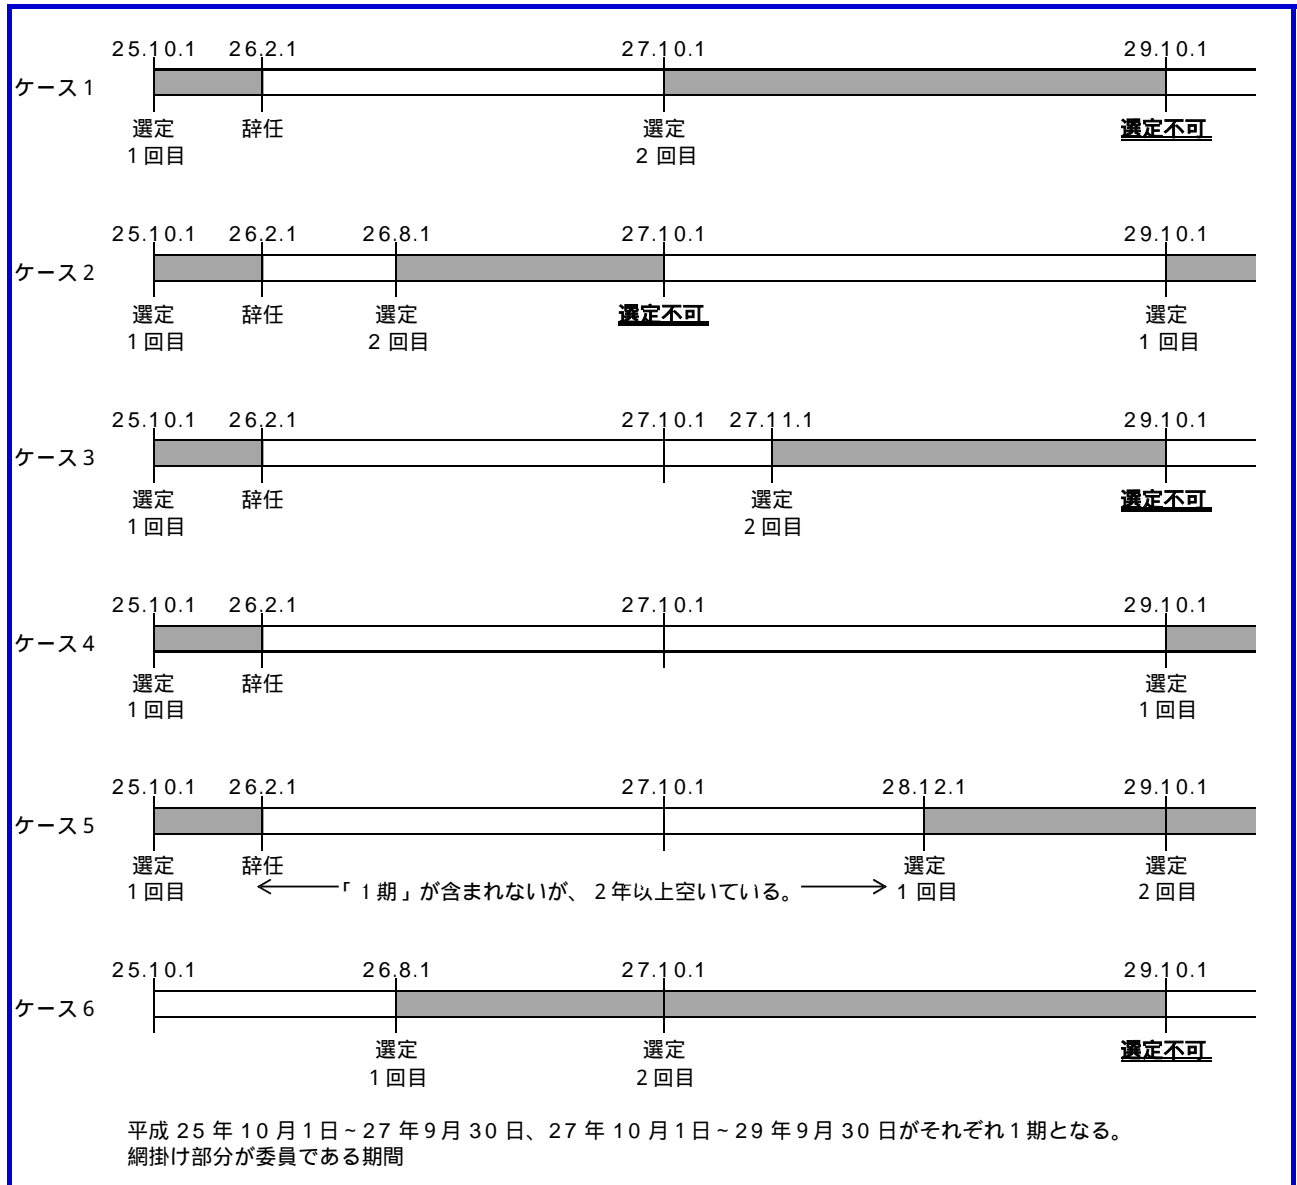 25.10.1 26.2.1 27.10.1 29.10.1
ケース1
選定 辞任 選定 選定不可
1回目 2回目
25.10.1 26.2.1 26.8.1 27.10.1 29.10.1
ケース2
選定 辞任 選定 選定不可 選定
1回目 2回目 1回目
25.10.1 26.2.1 27.10.1 27.11.1 29.10.1
ケース3
選定 辞任 選定 選定不可
1回目 2回目
25.10.1 26.2.1 27.10.1 29.10.1
ケース4
選定 辞任 選定
1回目 1回目
25.10.1 26.2.1 27.10.1 28.12.1 29.10.1
ケース5
選定 辞任 選定 選定
1回目 「1期」が含まれないが、2年以上空いている。 1回目 2回目
25.10.1 26.8.1 27.10.1 29.10.1
ケース6
選定 選定 選定不可
1回目 2回目
平成25年10月1日~27年9月30日、27年10月1日~29年9月30日がそれぞれ1期となる。
網掛け部分が委員である期間